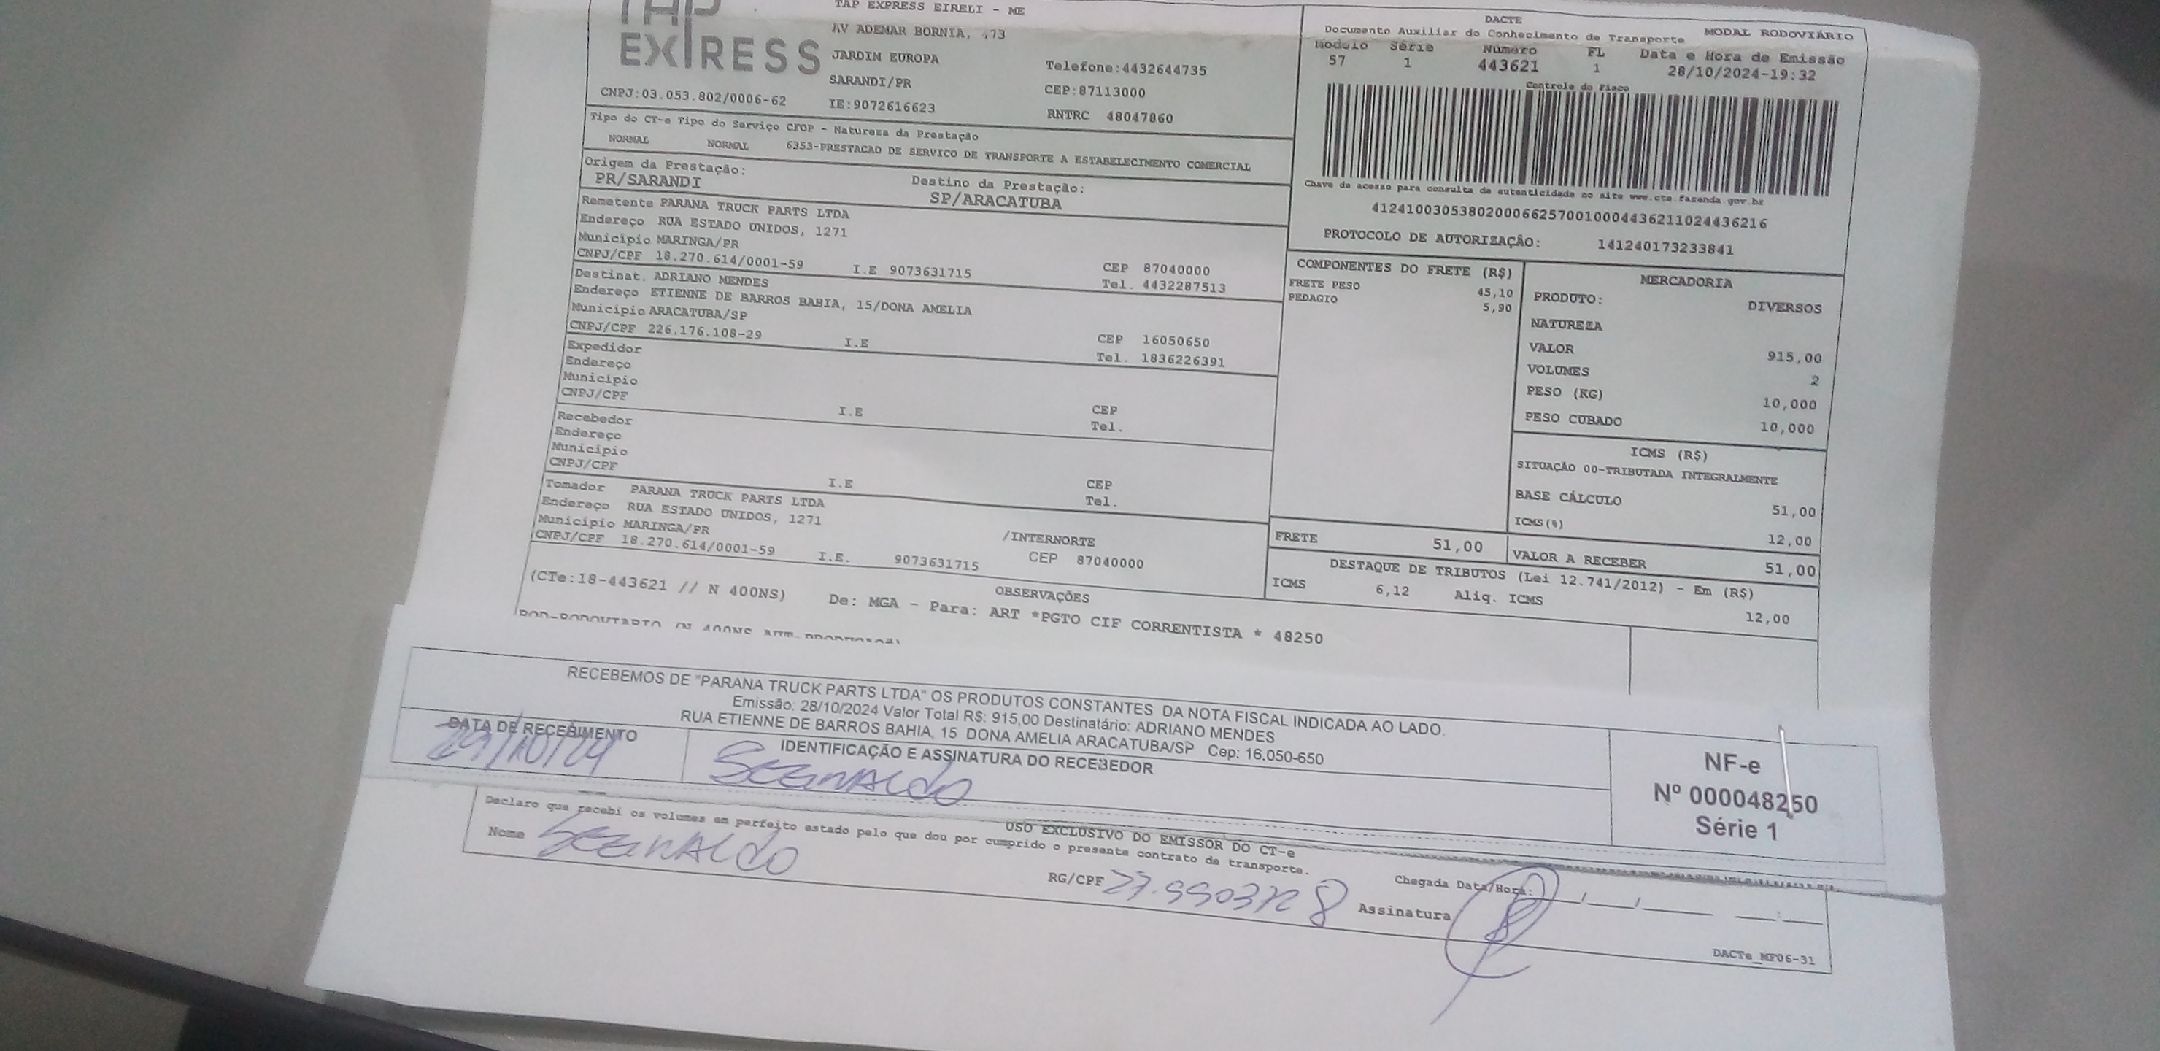 TAP
EXPRESS
TAP EXPRESS EIRELI - ME
AV ADEMAR BORNIA, 473
JARDIM EUROPA
SARANDI/PR
Telefone:4432644735
CEP:87113000
CNPJ:03.053.802/0006-62 IE:9072616623 RNTRC 48047860
DACTE
Documento Auxiliar do Conhecimento de Transporte MODAL RODOVIÁRIO
Modelo Série Número FL Data e Hora de Emissão
57 1 443621 1 28/10/2024-19:32
Controle do Fisco
Tipo do CT-e Tipo do Serviço CFOP - Natureza da Prestação
NORMAL NORMAL 6353-PRESTACAO DE SERVICO DE TRANSPORTE A ESTABELECIMENTO COMERCIAL
Origem da Prestação: Destino da Prestação:
PR/SARANDI SP/ARACATUBA
Chave de acesso para consulta de autenticidade no site www.cte.fazenda.gov.br
41241003053802000662570010004436211024436216
PROTOCOLO DE AUTORIZAÇÃO: 141240173233841
Remetente PARANA TRUCK PARTS LTDA
Endereço RUA ESTADO UNIDOS, 1271
Município MARINGA/PR CEP 87040000
CNPJ/CPF 18.270.614/0001-59 I.E 9073631715 Tel. 4432287513
Destinat. ADRIANO MENDES
Endereço ETIENNE DE BARROS BAHIA, 15/DONA AMELIA
Município ARACATUBA/SP CEP 16050650
CNPJ/CPF 226.176.108-29 I.E Tel. 1836226391
Expedidor
Endereço
Município CEP
CNPJ/CPF I.E Tel.
Recebedor
Endereço
Município CEP
CNPJ/CPF I.E Tel.
Tomador PARANA TRUCK PARTS LTDA
Endereço RUA ESTADO UNIDOS, 1271
Município MARINGA/PR /INTERNORTE
CNPJ/CPF 18.270.614/0001-59 I.E. 9073631715 CEP 87040000
COMPONENTES DO FRETE (R$)
FRETE PESO 45,10
PEDAGIO 5,90
MERCADORIA
PRODUTO: DIVERSOS
NATUREZA
VALOR 915,00
VOLUMES 2
PESO (KG) 10,000
PESO CUBADO 10,000
ICMS (R$)
SITUAÇÃO 00-TRIBUTADA INTEGRALMENTE
BASE CÁLCULO 51,00
ICMS(%) 12,00
FRETE 51,00 VALOR A RECEBER 51,00
DESTAQUE DE TRIBUTOS (Lei 12.741/2012) - Em (R$)
ICMS 6,12 Aliq. ICMS 12,00
OBSERVAÇÕES
(CTe:18-443621 // N 400NS) De: MGA - Para: ART *PGTO CIF CORRENTISTA * 48250
RECEBEMOS DE "PARANA TRUCK PARTS LTDA" OS PRODUTOS CONSTANTES DA NOTA FISCAL INDICADA AO LADO.
Emissão: 28/10/2024 Valor Total R$: 915,00 Destinatário: ADRIANO MENDES
RUA ETIENNE DE BARROS BAHIA, 15 DONA AMELIA ARACATUBA/SP Cep: 16.050-650
DATA DE RECEBIMENTO IDENTIFICAÇÃO E ASSINATURA DO RECEBEDOR
29/10/24
NF-e
Nº 000048250
Série 1
USO EXCLUSIVO DO EMISSOR DO CT-e
Declaro que recebi os volumes em perfeito estado pelo que dou por cumprido o presente contrato de transporte.
Nome RG/CPF Assinatura Chegada Data/Hora:
DACTe_MF06-31